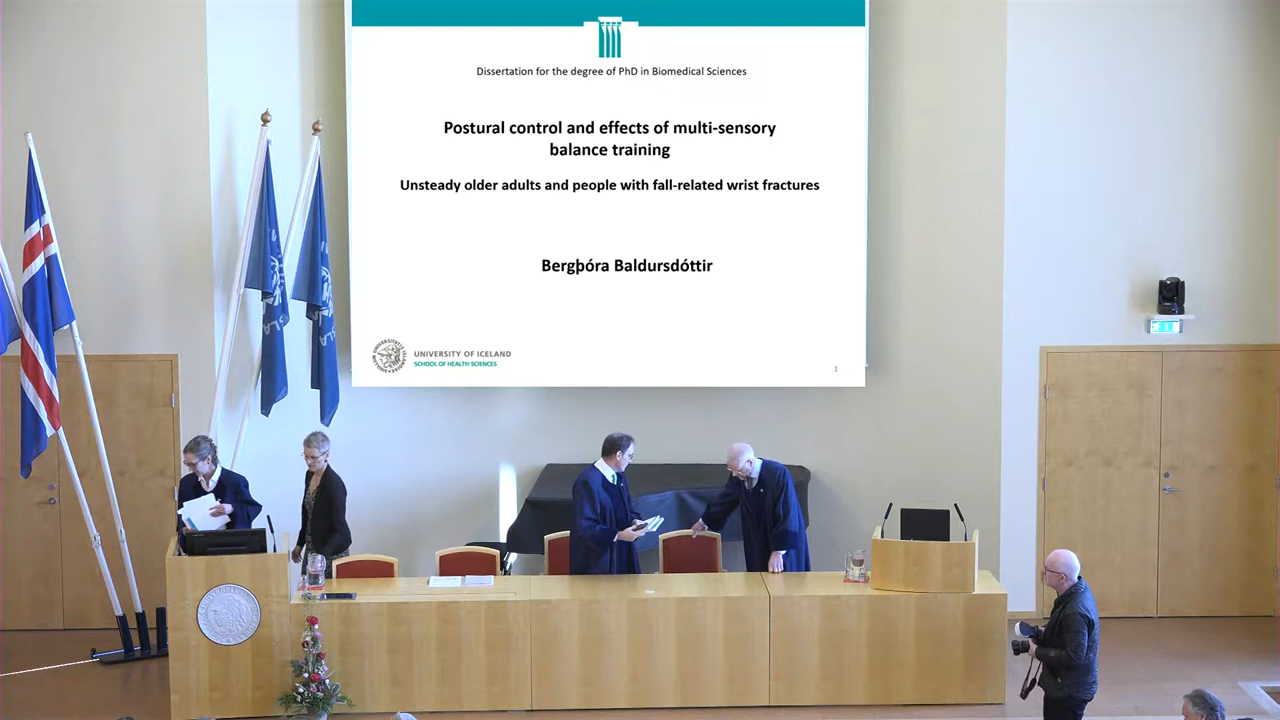 Dissertation for the degree of PhD in Biomedical Sciences
Postural control and effects of multi-sensory
balance training
Unsteady older adults and people with fall-related wrist fractures
Bergþóra Baldursdóttir
UNIVERSITY OF ICELAND
SCHOOL OF HEALTH SCIENCES
1